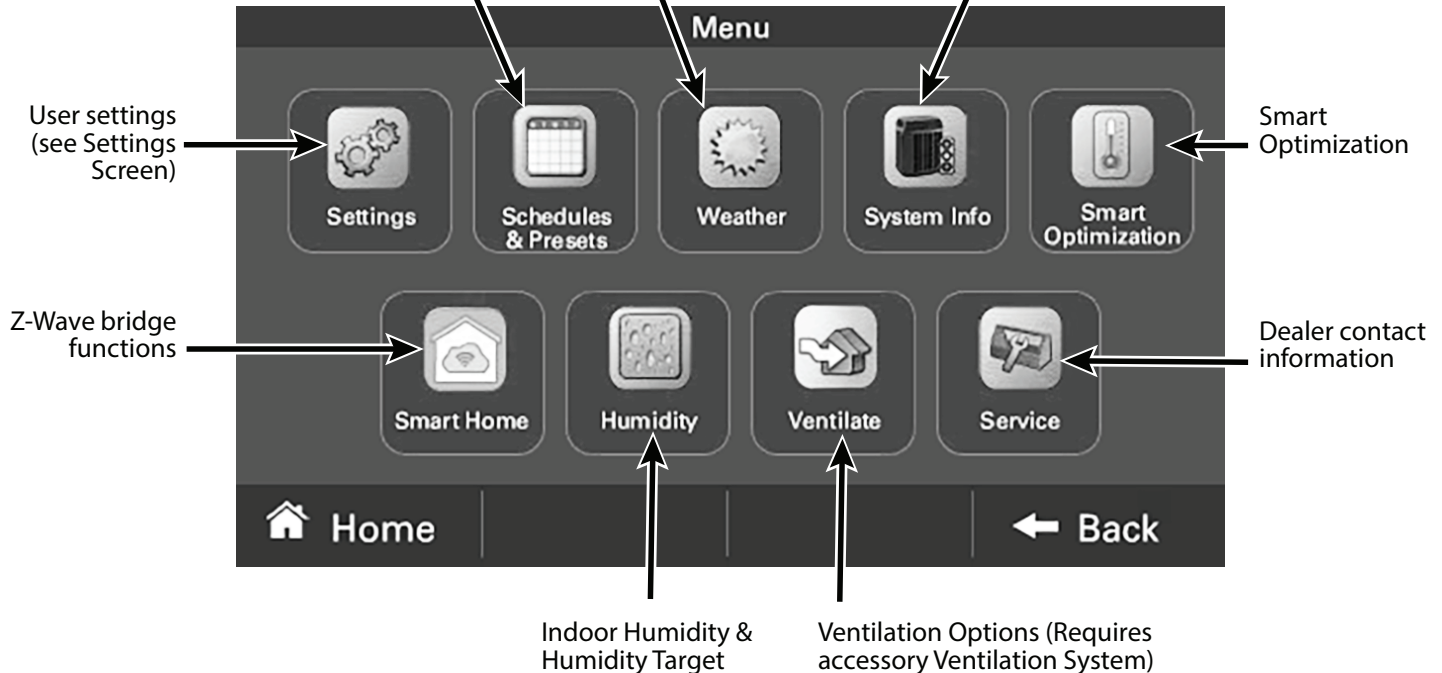 Menu
User settings
(see Settings
Screen)
Settings
Schedules
& Presets
Weather
System Info
Smart
Optimization
Smart
Optimization
Z-Wave bridge
functions
Smart Home
Humidity
Ventilate
Service
Dealer contact
information
Home
Back
Indoor Humidity &
Humidity Target
Ventilation Options (Requires
accessory Ventilation System)